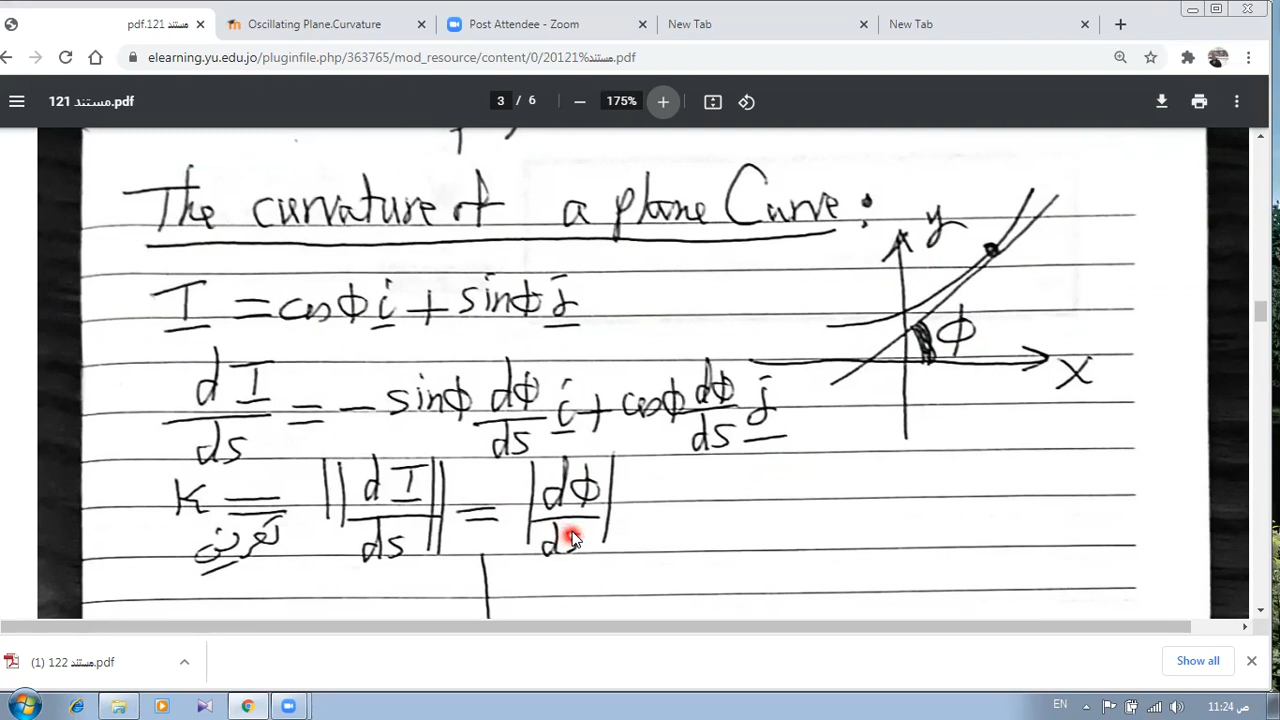 مستند 121.pdf
Oscillating Plane.Curvature
Post Attendee - Zoom
New Tab
New Tab
elearning.yu.edu.jo/pluginfile.php/363765/mod_resource/content/0/20121%مستند.pdf
مستند 121.pdf
3 / 6
175%
The curvature of a plane Curve:
y
T = cosϕ i + sinϕ j
ϕ
x
dT/ds = - sinϕ dϕ/ds i + cosϕ dϕ/ds j
K = ||dT/ds|| = |dϕ/ds|
تعريف
مستند 122 (1).pdf
Show all
EN
11:24 ص